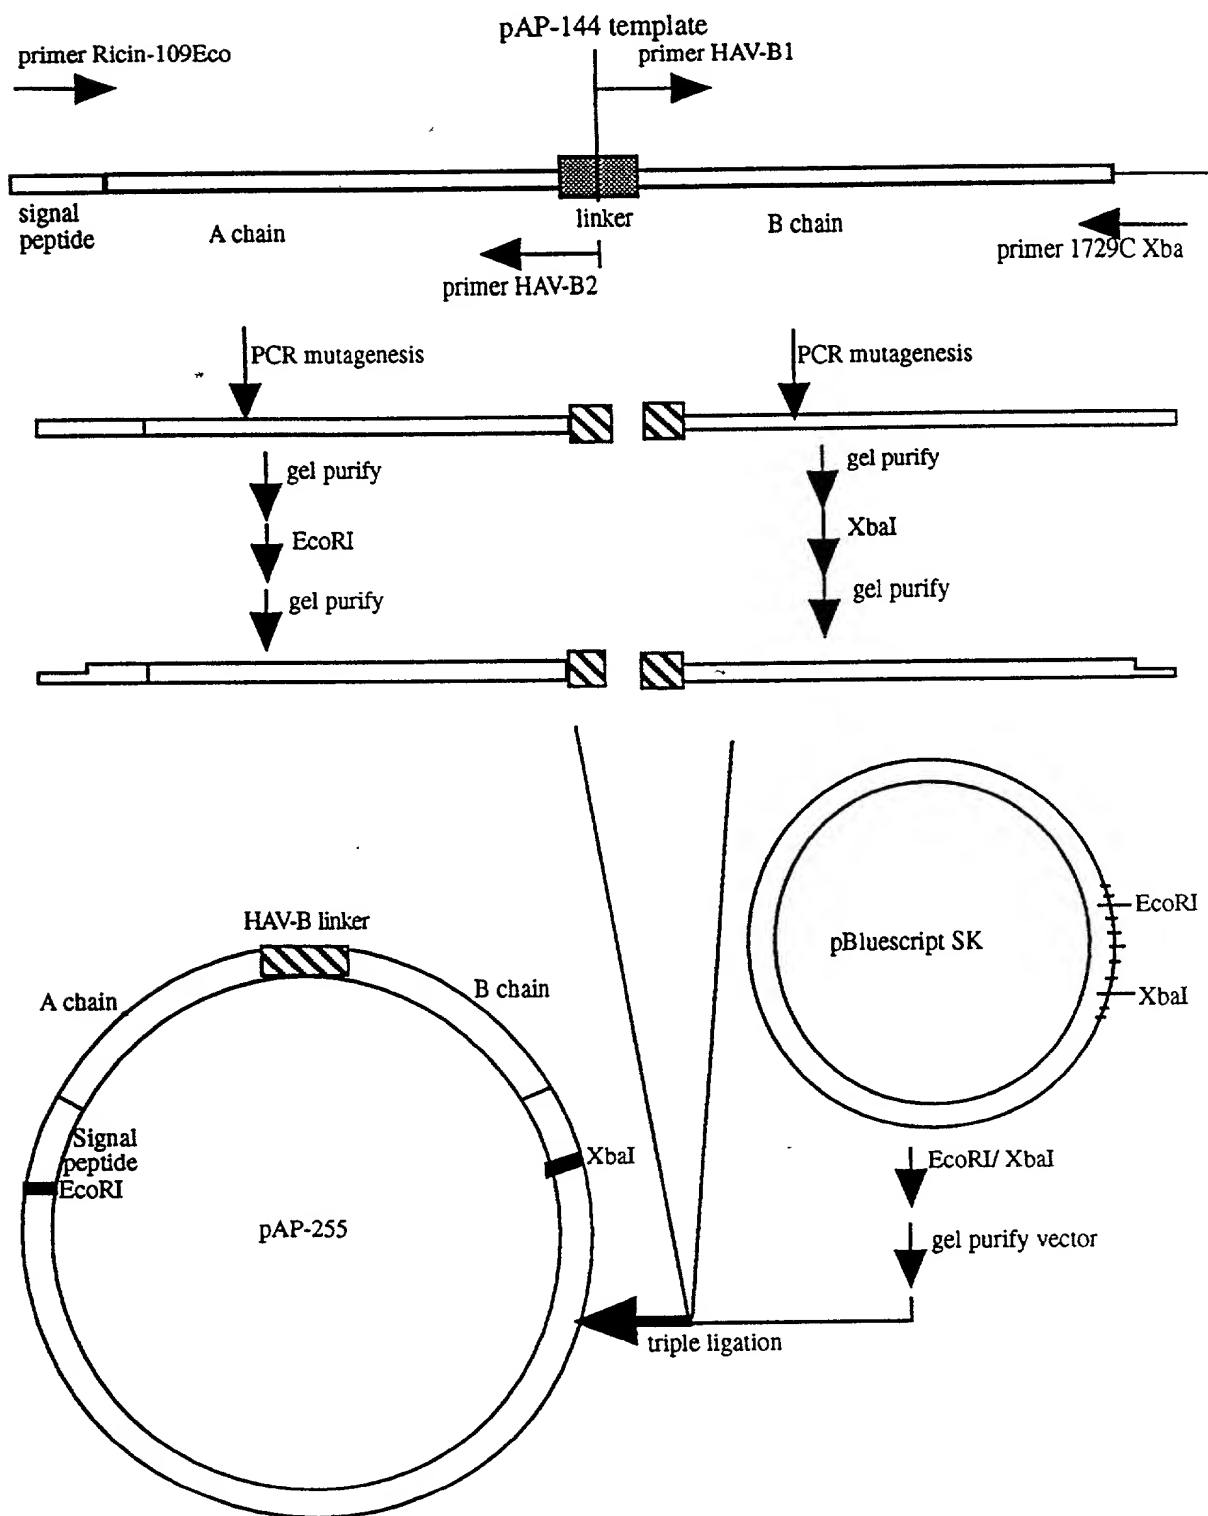 pAP-144 template
primer Ricin-109Eco
primer HAV-B1
signal
peptide
A chain
linker
B chain
primer HAV-B2
primer 1729C Xba
PCR mutagenesis
PCR mutagenesis
gel purify
gel purify
EcoRI
XbaI
gel purify
gel purify
EcoRI
pBluescript SK
XbaI
HAV-B linker
A chain
B chain
Signal
peptide
EcoRI
XbaI
pAP-255
EcoRI/ XbaI
gel purify vector
triple ligation